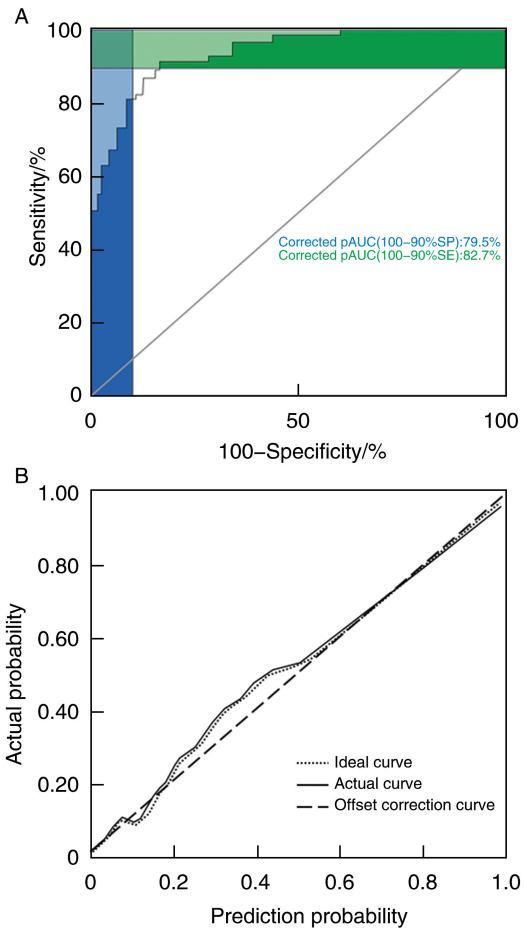 A
100
80
60
40
20
0
Sensitivity/%
Corrected pAUC(100−90%SP):79.5%
Corrected pAUC(100−90%SE):82.7%
0
50
100
100−Specificity/%
B
1.00
0.80
0.60
0.40
0.20
0
Actual probability
Ideal curve
Actual curve
Offset correction curve
0
0.2
0.4
0.6
0.8
1.0
Prediction probability